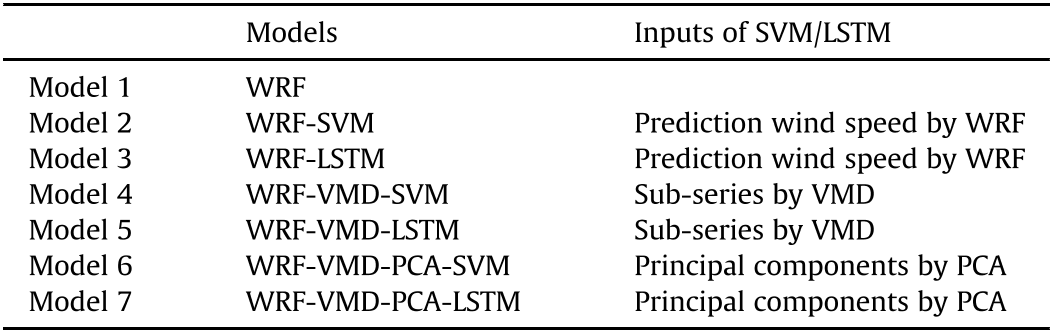 Models Inputs of SVM/LSTM
Model 1 WRF
Model 2 WRF-SVM Prediction wind speed by WRF
Model 3 WRF-LSTM Prediction wind speed by WRF
Model 4 WRF-VMD-SVM Sub-series by VMD
Model 5 WRF-VMD-LSTM Sub-series by VMD
Model 6 WRF-VMD-PCA-SVM Principal components by PCA
Model 7 WRF-VMD-PCA-LSTM Principal components by PCA